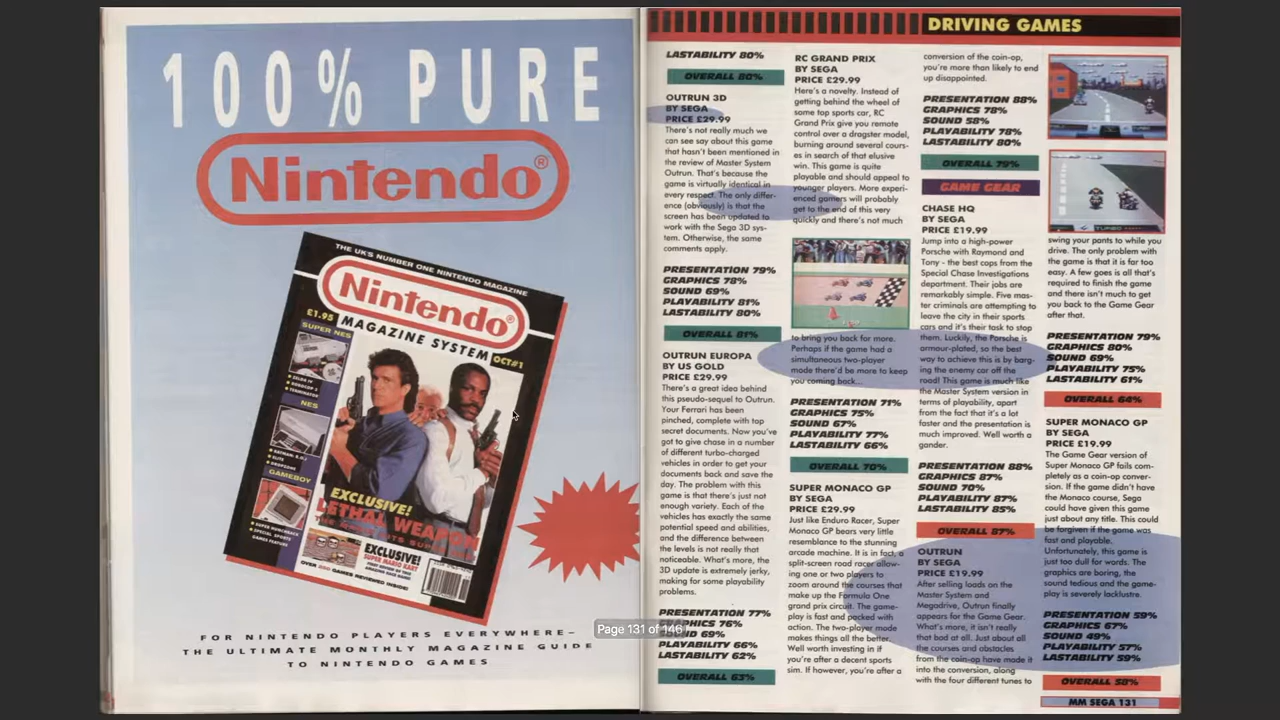 100% PURE
Nintendo®
THE UK'S NUMBER ONE NINTENDO MAGAZINE
Nintendo®
MAGAZINE SYSTEM
£1.95
OCT#1
SUPER NES
NES
GAMEBOY
EXCLUSIVE!
LETHAL WEAPON
EXCLUSIVE!
SUPER MARIO KART
OVER 250 GAMES REVIEWED INSIDE!
FOR NINTENDO PLAYERS EVERYWHERE–
THE ULTIMATE MONTHLY MAGAZINE GUIDE
TO NINTENDO GAMES
Page 131 of 146
DRIVING GAMES
LASTABILITY 80%
OVERALL 80%
OUTRUN 3D
BY SEGA
PRICE £29.99
There's not really much we
can see say about this game
that hasn't been mentioned in
the review of Master System
Outrun. That's because the
game is virtually identical in
every respect. The only differ-
ence (obviously) is that the
screen has been updated to
work with the Sega 3D sys-
tem. Otherwise, the same
comments apply.
PRESENTATION 79%
GRAPHICS 78%
SOUND 69%
PLAYABILITY 81%
LASTABILITY 80%
OVERALL 81%
OUTRUN EUROPA
BY US GOLD
PRICE £29.99
There's a great idea behind
this pseudo-sequel to Outrun.
Your Ferrari has been
pinched, complete with top
secret documents. Now you've
got to give chase in a number
of different turbo-charged
vehicles in order to get your
documents back and save the
day. The problem with this
game is that there's just not
enough variety. Each of the
vehicles has exactly the same
potential speed and abilities,
and the difference between
the levels is not really that
noticeable. What's more, the
3D update is extremely jerky,
making for some playability
problems.
PRESENTATION 77%
GRAPHICS 76%
SOUND 69%
PLAYABILITY 66%
LASTABILITY 62%
OVERALL 63%
RC GRAND PRIX
BY SEGA
PRICE £29.99
Here's a novelty. Instead of
getting behind the wheel of
some top sports car, RC
Grand Prix give you remote
control over a dragster model,
burning around several cours-
es in search of that elusive
win. This game is quite
playable and should appeal to
younger players. More experi-
enced gamers will probably
get to the end of this very
quickly and there's not much
to bring you back for more.
Perhaps if the game had a
simultaneous two-player
mode there'd be more to keep
you coming back...
PRESENTATION 71%
GRAPHICS 75%
SOUND 67%
PLAYABILITY 77%
LASTABILITY 66%
OVERALL 70%
SUPER MONACO GP
BY SEGA
PRICE £29.99
Just like Enduro Racer, Super
Monaco GP bears very little
resemblance to the stunning
arcade machine. It is in fact, a
split-screen road racer allow-
ing one or two players to
zoom around the courses that
make up the Formula One
grand prix circuit. The game-
play is fast and packed with
action. The two-player mode
makes things all the better.
Well worth investing in if
you're after a decent sports
sim. If however, you're after a
conversion of the coin-op,
you're more than likely to end
up disappointed.
PRESENTATION 88%
GRAPHICS 78%
SOUND 58%
PLAYABILITY 78%
LASTABILITY 80%
OVERALL 79%
GAME GEAR
CHASE HQ
BY SEGA
PRICE £19.99
Jump into a high-power
Porsche with Raymond and
Tony - the best cops from the
Special Chase Investigations
department. Their jobs are
remarkably simple. Five mas-
ter criminals are attempting to
leave the city in their sports
cars and it's their task to stop
them. Luckily, the Porsche is
armour-plated, so the best
way to achieve this is by barg-
ing the enemy car off the
road! This game is much like
the Master System version in
terms of playability, apart
from the fact that it's a lot
faster and the presentation is
much improved. Well worth a
gander.
PRESENTATION 88%
GRAPHICS 87%
SOUND 70%
PLAYABILITY 87%
LASTABILITY 85%
OVERALL 87%
OUTRUN
BY SEGA
PRICE £19.99
After selling loads on the
Master System and
Megadrive, Outrun finally
appears for the Game Gear.
What's more, it isn't really
that bad at all. Just about all
the courses and obstacles
from the coin-op have made it
into the conversion, along
with the four different tunes to
TURBO
swing your pants to while you
drive. The only problem with
the game is that it is far too
easy. A few goes is all that's
required to finish the game
and there isn't much to get
you back to the Game Gear
after that.
PRESENTATION 79%
GRAPHICS 80%
SOUND 69%
PLAYABILITY 75%
LASTABILITY 61%
OVERALL 64%
SUPER MONACO GP
BY SEGA
PRICE £19.99
The Game Gear version of
Super Monaco GP fails com-
pletely as a coin-op conver-
sion. If the game didn't have
the Monaco course, Sega
could have given this game
just about any title. This could
be forgiven if the game was
fast and playable.
Unfortunately, this game is
just too dull for words. The
graphics are boring, the
sound tedious and the game-
play is severely lacklustre.
PRESENTATION 59%
GRAPHICS 67%
SOUND 49%
PLAYABILITY 57%
LASTABILITY 59%
OVERALL 58%
MM SEGA 131